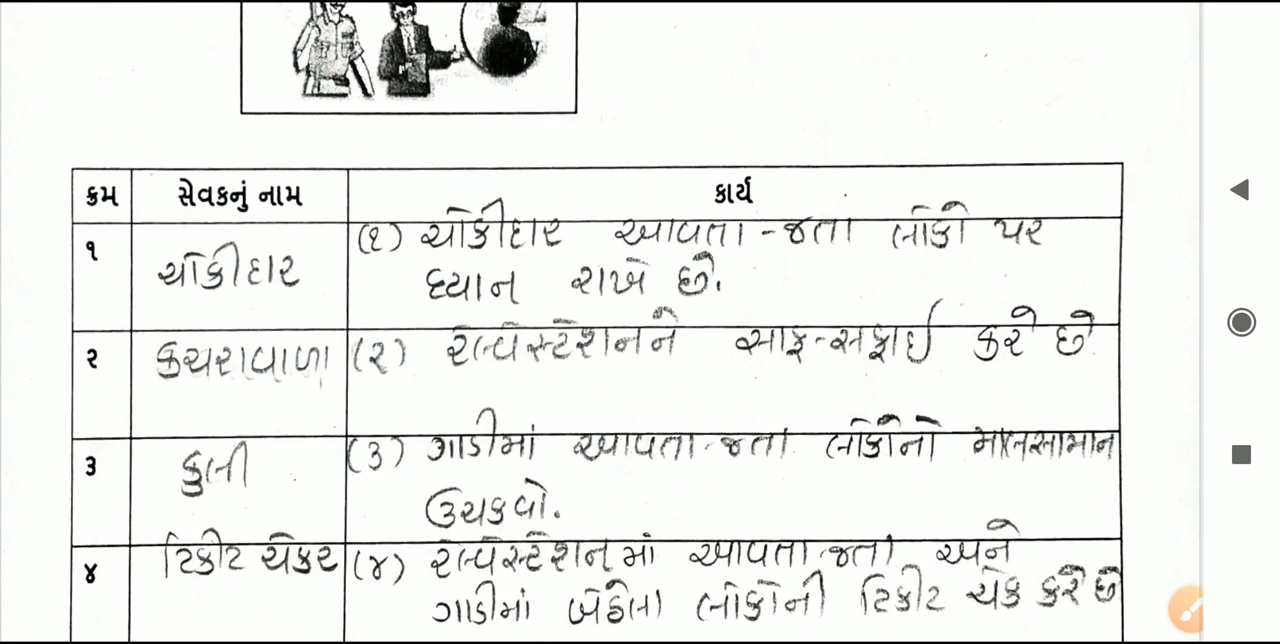 ક્રમ સેવકનું નામ કાર્ય
૧ ચોકીદાર (૧) ચોકીદાર આવતા-જતા લોકો પર
ધ્યાન રાખે છે.
૨ કચરાવાળા (૨) રેલ્વેસ્ટેશનને સાફ-સફાઈ કરે છે
૩ કુલી (૩) ગાડીમાં આવતા-જતા લોકોનો માલસામાન
ઉચકવો.
૪ ટિકીટ ચેકર (૪) રેલ્વેસ્ટેશનમાં આવતા-જતા અને
ગાડીમાં બેઠેલા લોકોની ટિકીટ ચેક કરે છે